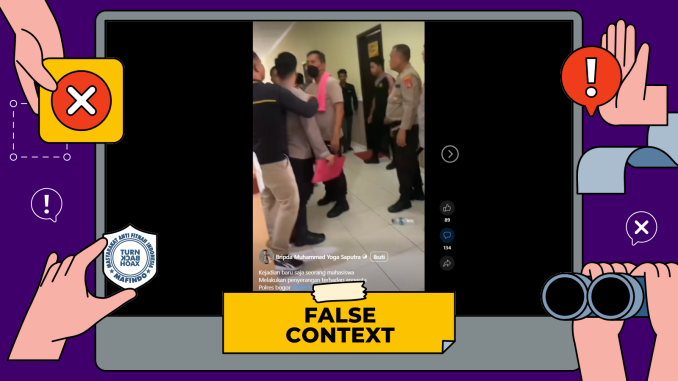 Bripda Muhammad Yoga Saputra
Ikuti
Kejadian baru saja seorang mahasiswa
Melakukan penyerangan terhadap anggota
Polres bogor
89
134
MASYARAKAT ANTI FITNAH INDONESIA
TURN
BACK
HOAX
MAFINDO
FALSE
CONTEXT